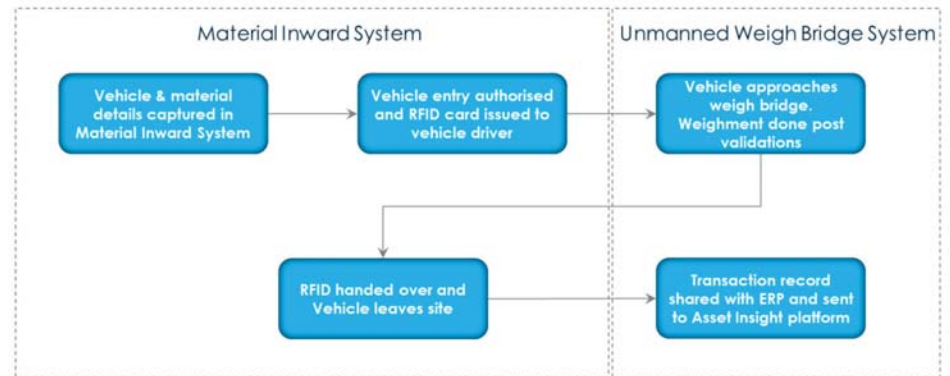 Material Inward System
Unmanned Weigh Bridge System
Vehicle & material
details captured in
Material Inward System
Vehicle entry authorised
and RFID card issued to
vehicle driver
Vehicle approaches
weigh bridge.
Weighment done post
validations
RFID handed over and
Vehicle leaves site
Transaction record
shared with ERP and sent
to Asset Insight platform